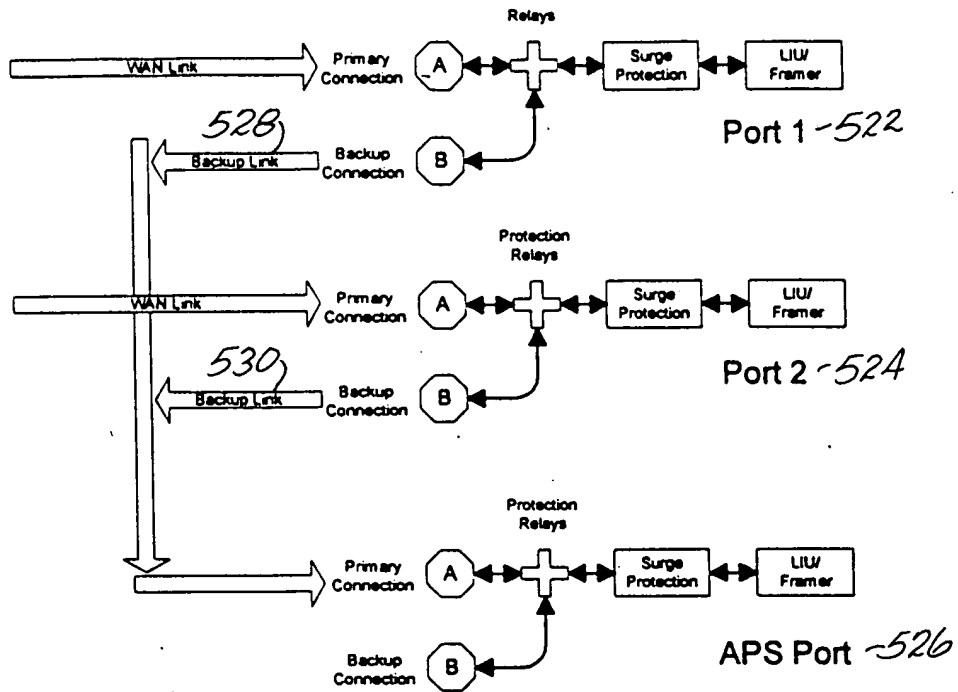 Relays
WAN Link
Primary
Connection
A
Surge
Protection
LIU/
Framer
Port 1 -522
528
Backup Link
Backup
Connection
B
Protection
Relays
WAN Link
Primary
Connection
A
Surge
Protection
LIU/
Framer
Port 2 -524
530
Backup Link
Backup
Connection
B
Protection
Relays
Primary
Connection
A
Surge
Protection
LIU/
Framer
APS Port -526
Backup
Connection
B